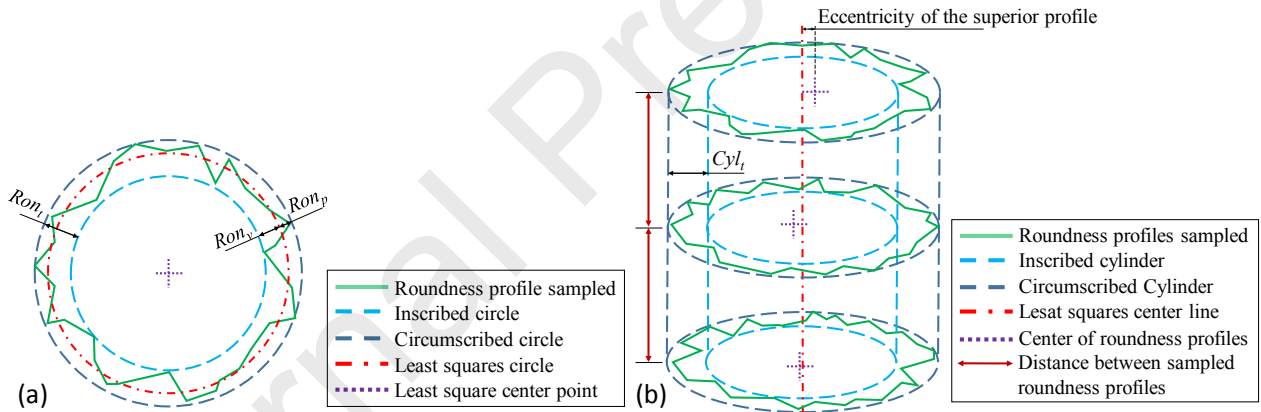 Eccentricity of the superior profile
Ron_t
Ron_v
Ron_p
Roundness profile sampled
Inscribed circle
Circumscribed circle
Least squares circle
Least square center point
(a)
Cyl_t
Roundness profiles sampled
Inscribed cylinder
Circumscribed Cylinder
Lesat squares center line
Center of roundness profiles
Distance between sampled
roundness profiles
(b)